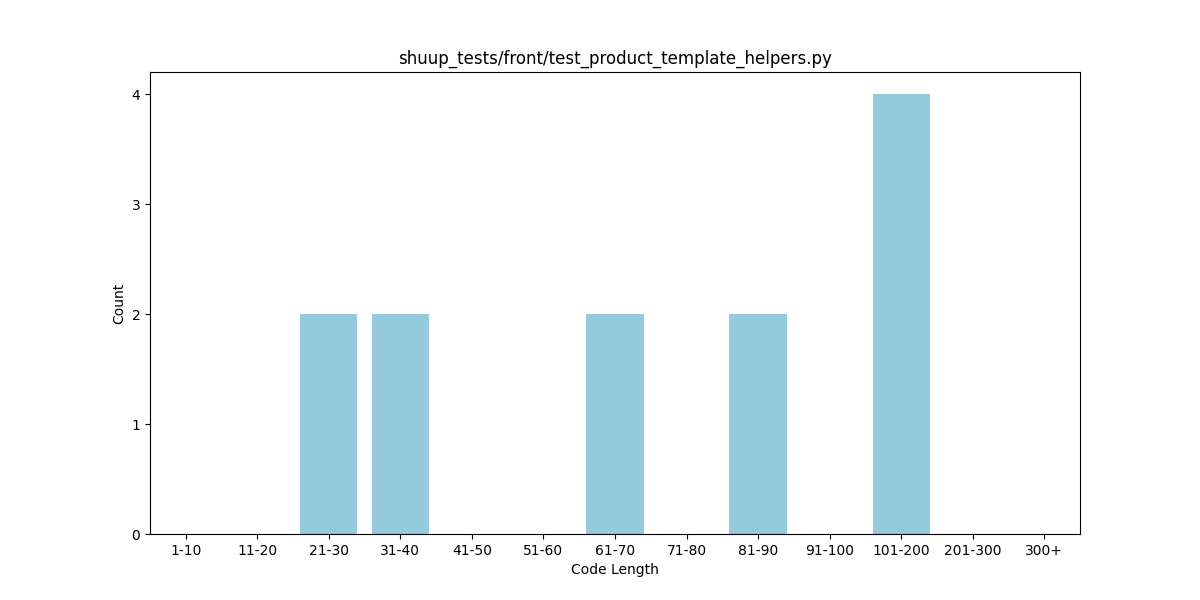 shuup_tests/front/test_product_template_helpers.py
4
3
2
1
0
Count
1-10 11-20 21-30 31-40 41-50 51-60 61-70 71-80 81-90 91-100 101-200 201-300 300+
Code Length